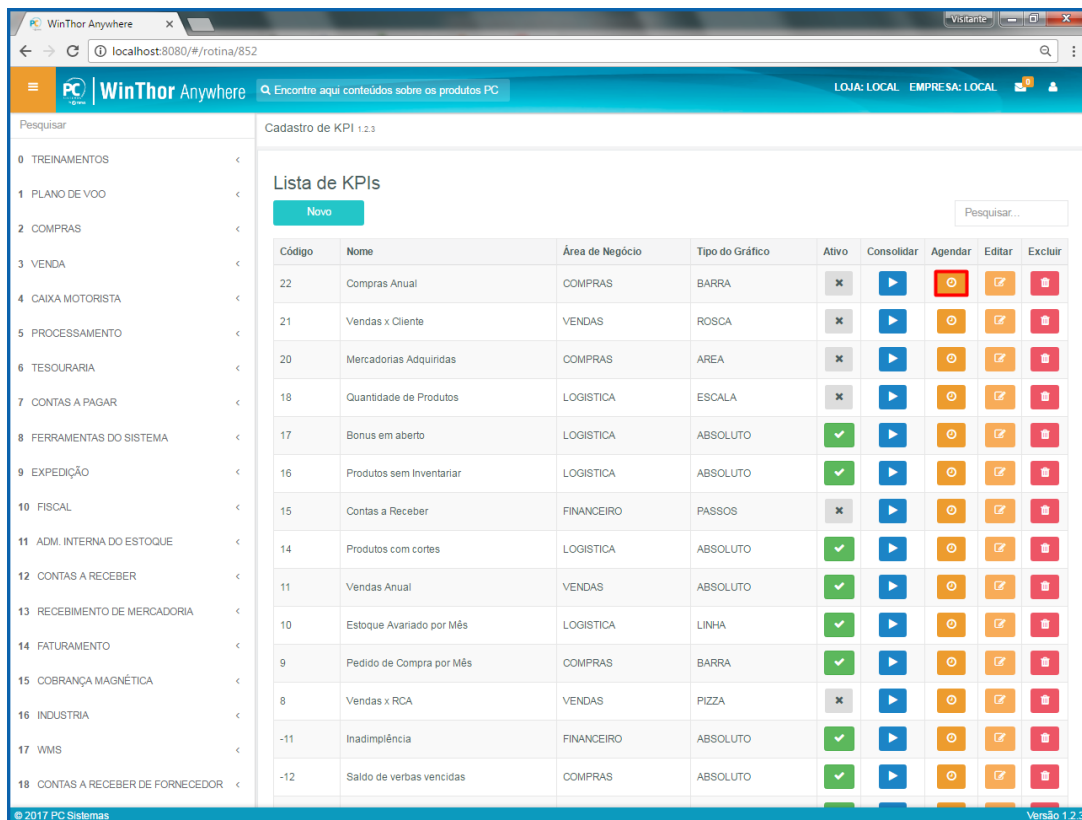 WinThor Anywhere
Visitante
localhost:8080/#/rotina/852
PC | WinThor Anywhere
Encontre aqui conteúdos sobre os produtos PC
LOJA: LOCAL EMPRESA: LOCAL
0
Pesquisar
Cadastro de KPI 1.2.3
0 TREINAMENTOS
1 PLANO DE VOO
2 COMPRAS
3 VENDA
4 CAIXA MOTORISTA
5 PROCESSAMENTO
6 TESOURARIA
7 CONTAS A PAGAR
8 FERRAMENTAS DO SISTEMA
9 EXPEDIÇÃO
10 FISCAL
11 ADM. INTERNA DO ESTOQUE
12 CONTAS A RECEBER
13 RECEBIMENTO DE MERCADORIA
14 FATURAMENTO
15 COBRANÇA MAGNÉTICA
16 INDUSTRIA
17 WMS
18 CONTAS A RECEBER DE FORNECEDOR
Lista de KPIs
Novo
Pesquisar...
Código Nome Área de Negócio Tipo do Gráfico Ativo Consolidar Agendar Editar Excluir
22 Compras Anual COMPRAS BARRA
21 Vendas x Cliente VENDAS ROSCA
20 Mercadorias Adquiridas COMPRAS AREA
18 Quantidade de Produtos LOGISTICA ESCALA
17 Bonus em aberto LOGISTICA ABSOLUTO
16 Produtos sem Inventariar LOGISTICA ABSOLUTO
15 Contas a Receber FINANCEIRO PASSOS
14 Produtos com cortes LOGISTICA ABSOLUTO
11 Vendas Anual VENDAS ABSOLUTO
10 Estoque Avariado por Mês LOGISTICA LINHA
9 Pedido de Compra por Mês COMPRAS BARRA
8 Vendas x RCA VENDAS PIZZA
-11 Inadimplência FINANCEIRO ABSOLUTO
-12 Saldo de verbas vencidas COMPRAS ABSOLUTO
© 2017 PC Sistemas
Versão 1.2.3